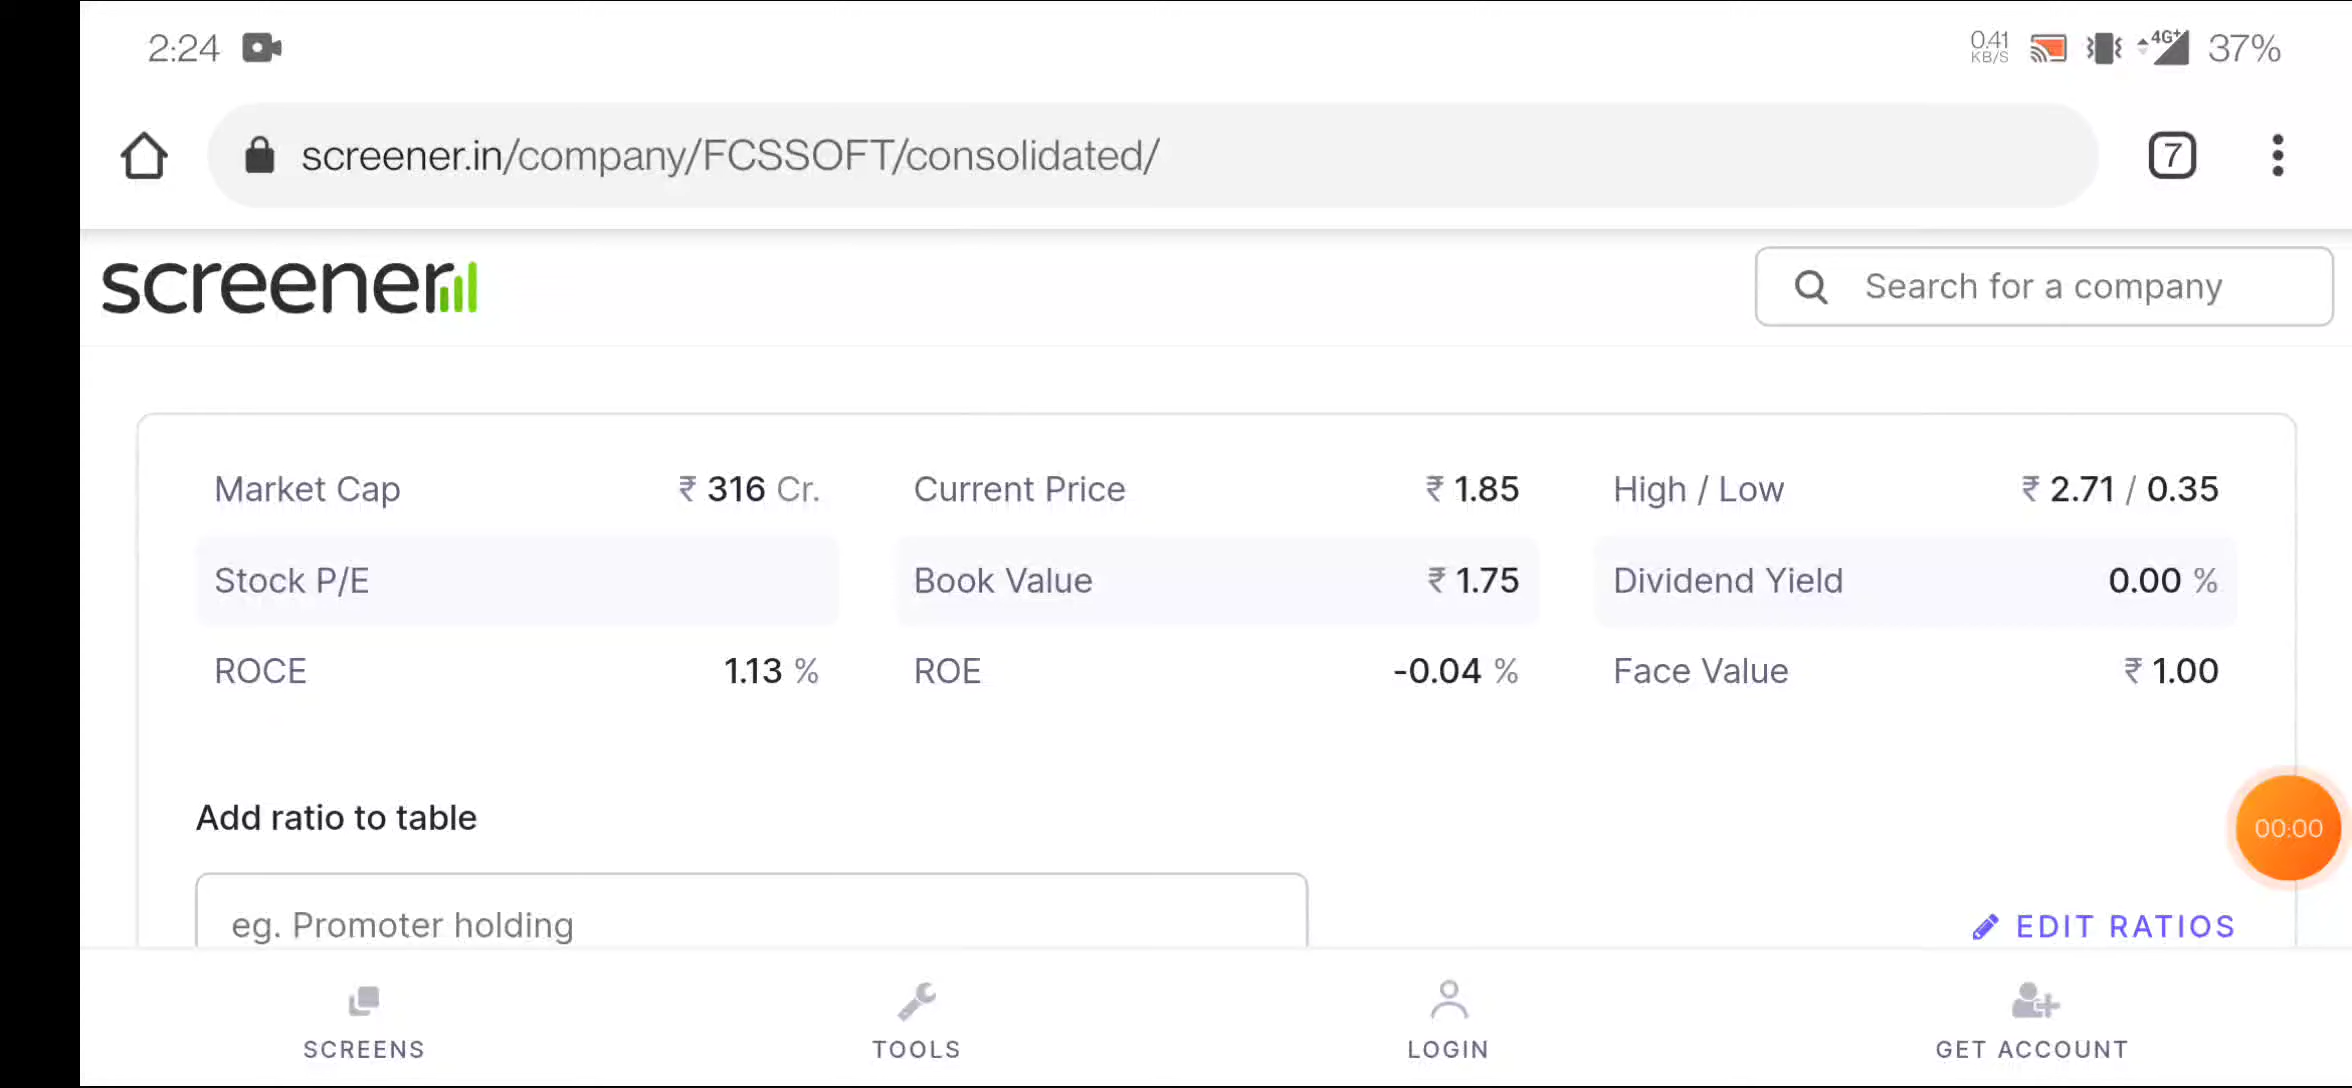 2:24
0.41 KB/S 4G+ 37%
screener.in/company/FCSSOFT/consolidated/
7
screener
Search for a company
Market Cap ₹ 316 Cr.
Current Price ₹ 1.85
High / Low ₹ 2.71 / 0.35
Stock P/E
Book Value ₹ 1.75
Dividend Yield 0.00 %
ROCE 1.13 %
ROE -0.04 %
Face Value ₹ 1.00
Add ratio to table
00:00
eg. Promoter holding
EDIT RATIOS
SCREENS
TOOLS
LOGIN
GET ACCOUNT